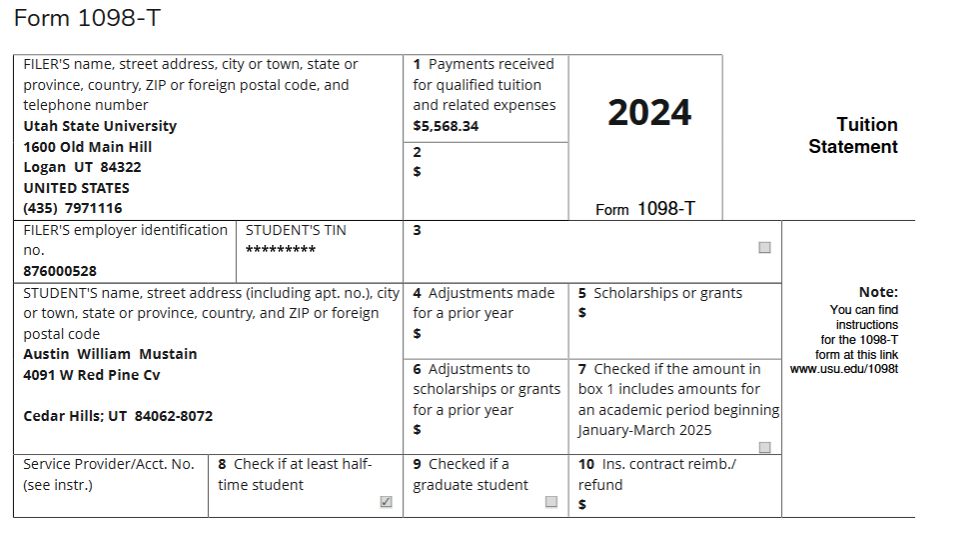 Form 1098-T
FILER'S name, street address, city or town, state or
province, country, ZIP or foreign postal code, and
telephone number
Utah State University
1600 Old Main Hill
Logan UT 84322
UNITED STATES
(435) 7971116
1 Payments received
for qualified tuition
and related expenses
$5,568.34
2
$
2024
Form 1098-T
Tuition
Statement
FILER'S employer identification
no.
876000528
STUDENT'S TIN
*********
3
STUDENT'S name, street address (including apt. no.), city
or town, state or province, country, and ZIP or foreign
postal code
Austin William Mustain
4091 W Red Pine Cv
Cedar Hills; UT 84062-8072
4 Adjustments made
for a prior year
$
5 Scholarships or grants
$
Note:
You can find
instructions
for the 1098-T
form at this link
www.usu.edu/1098t
6 Adjustments to
scholarships or grants
for a prior year
$
7 Checked if the amount in
box 1 includes amounts for
an academic period beginning
January-March 2025
Service Provider/Acct. No.
(see instr.)
8 Check if at least half-
time student
9 Checked if a
graduate student
10 Ins. contract reimb./
refund
$